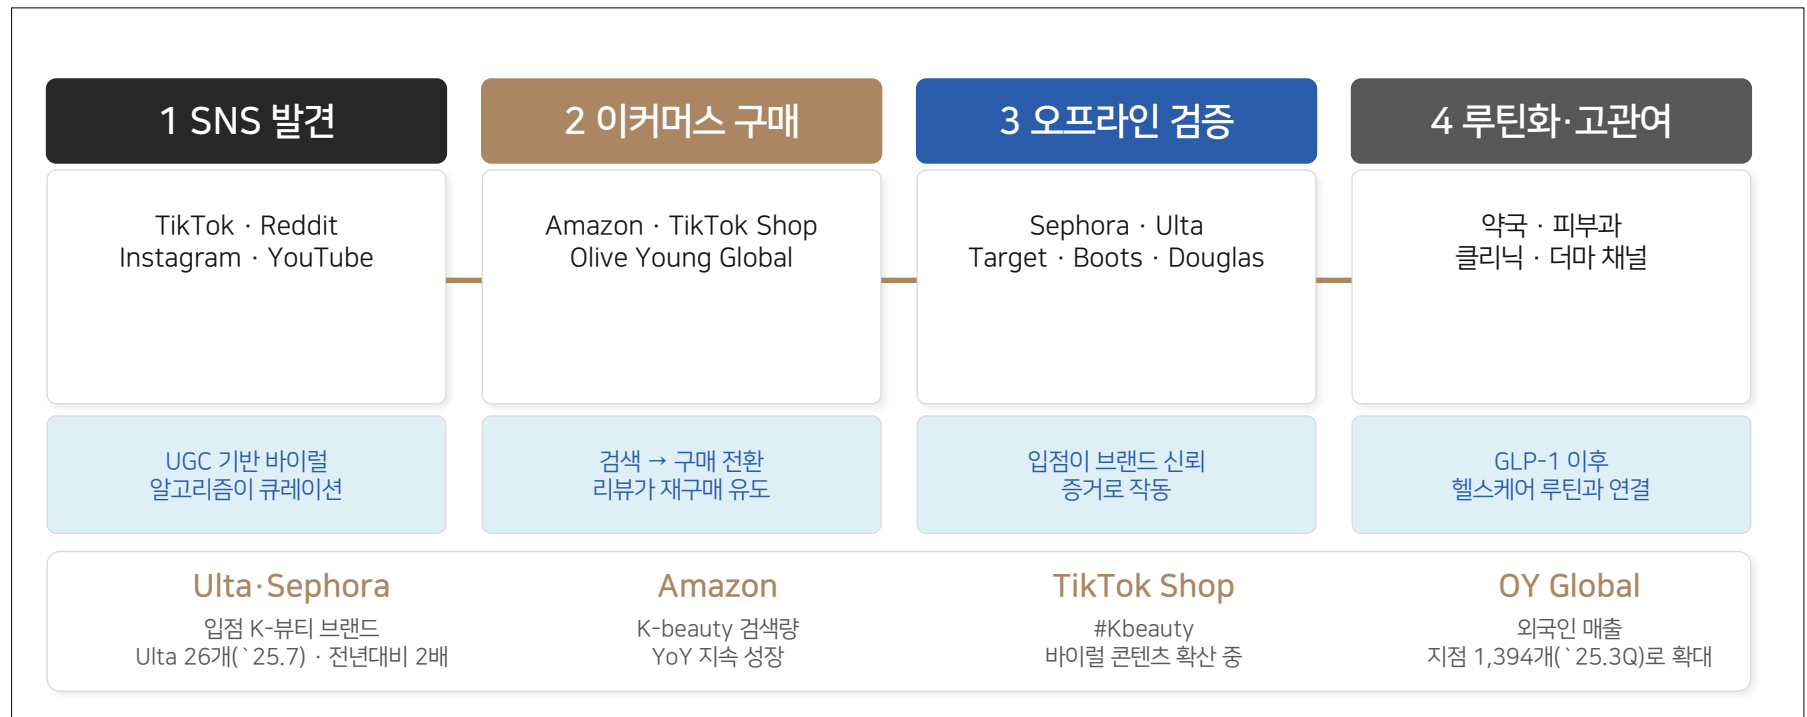 1 SNS 발견
2 이커머스 구매
3 오프라인 검증
4 루틴화·고관여
TikTok · Reddit
Instagram · YouTube
Amazon · TikTok Shop
Olive Young Global
Sephora · Ulta
Target · Boots · Douglas
약국 · 피부과
클리닉 · 더마 채널
UGC 기반 바이럴
알고리즘이 큐레이션
검색 → 구매 전환
리뷰가 재구매 유도
입점이 브랜드 신뢰
증거로 작동
GLP-1 이후
헬스케어 루틴과 연결
Ulta·Sephora
입점 K-뷰티 브랜드
Ulta 26개(`25.7) · 전년대비 2배
Amazon
K-beauty 검색량
YoY 지속 성장
TikTok Shop
#Kbeauty
바이럴 콘텐츠 확산 중
OY Global
외국인 매출
지점 1,394개(`25.3Q)로 확대